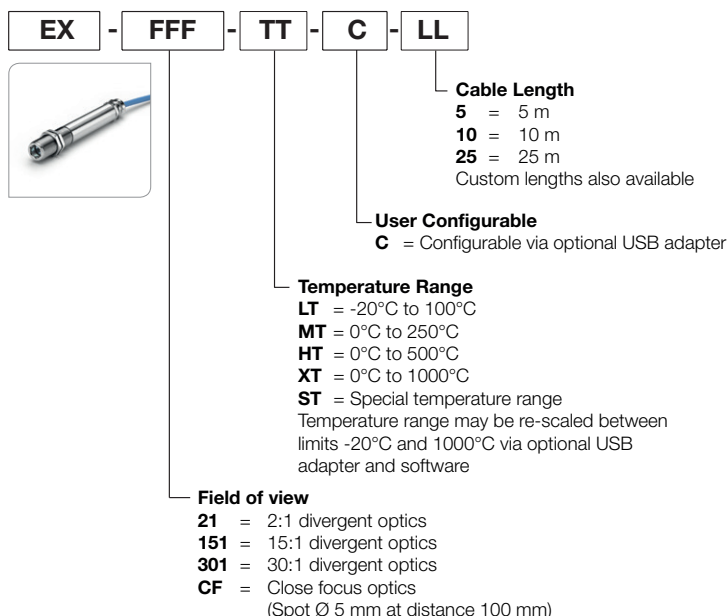 EX - FFF - TT - C - LL
Cable Length
5 = 5 m
10 = 10 m
25 = 25 m
Custom lengths also available
User Configurable
C = Configurable via optional USB adapter
Temperature Range
LT = -20°C to 100°C
MT = 0°C to 250°C
HT = 0°C to 500°C
XT = 0°C to 1000°C
ST = Special temperature range
Temperature range may be re-scaled between
limits -20°C and 1000°C via optional USB
adapter and software
Field of view
21 = 2:1 divergent optics
151 = 15:1 divergent optics
301 = 30:1 divergent optics
CF = Close focus optics
(Spot Ø 5 mm at distance 100 mm)